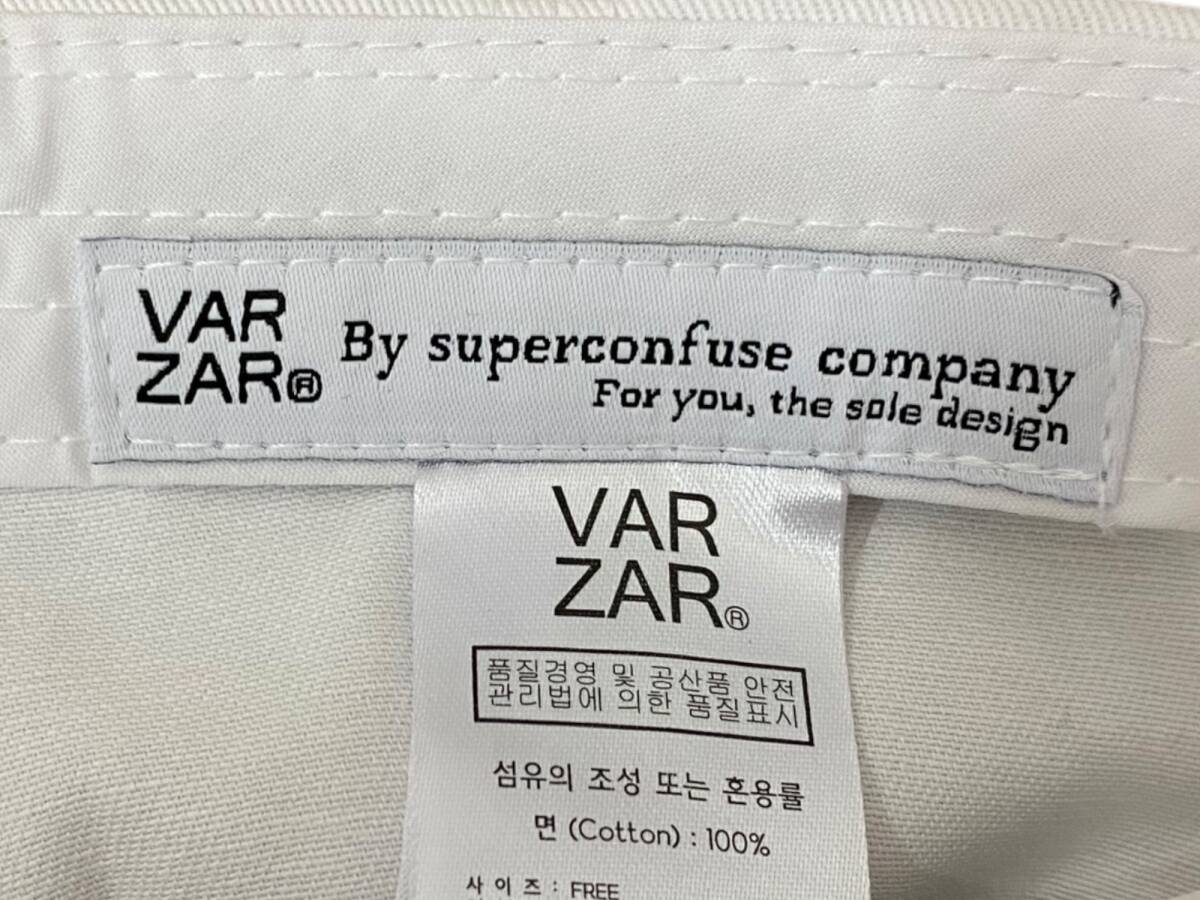 VAR
ZAR®
By superconfuse company
For you, the sole design
VAR
ZAR®
품질경영 및 공산품 안전
관리법에 의한 품질표시
섬유의 조성 또는 혼용률
면 (Cotton) : 100%
사 이 즈 : FREE